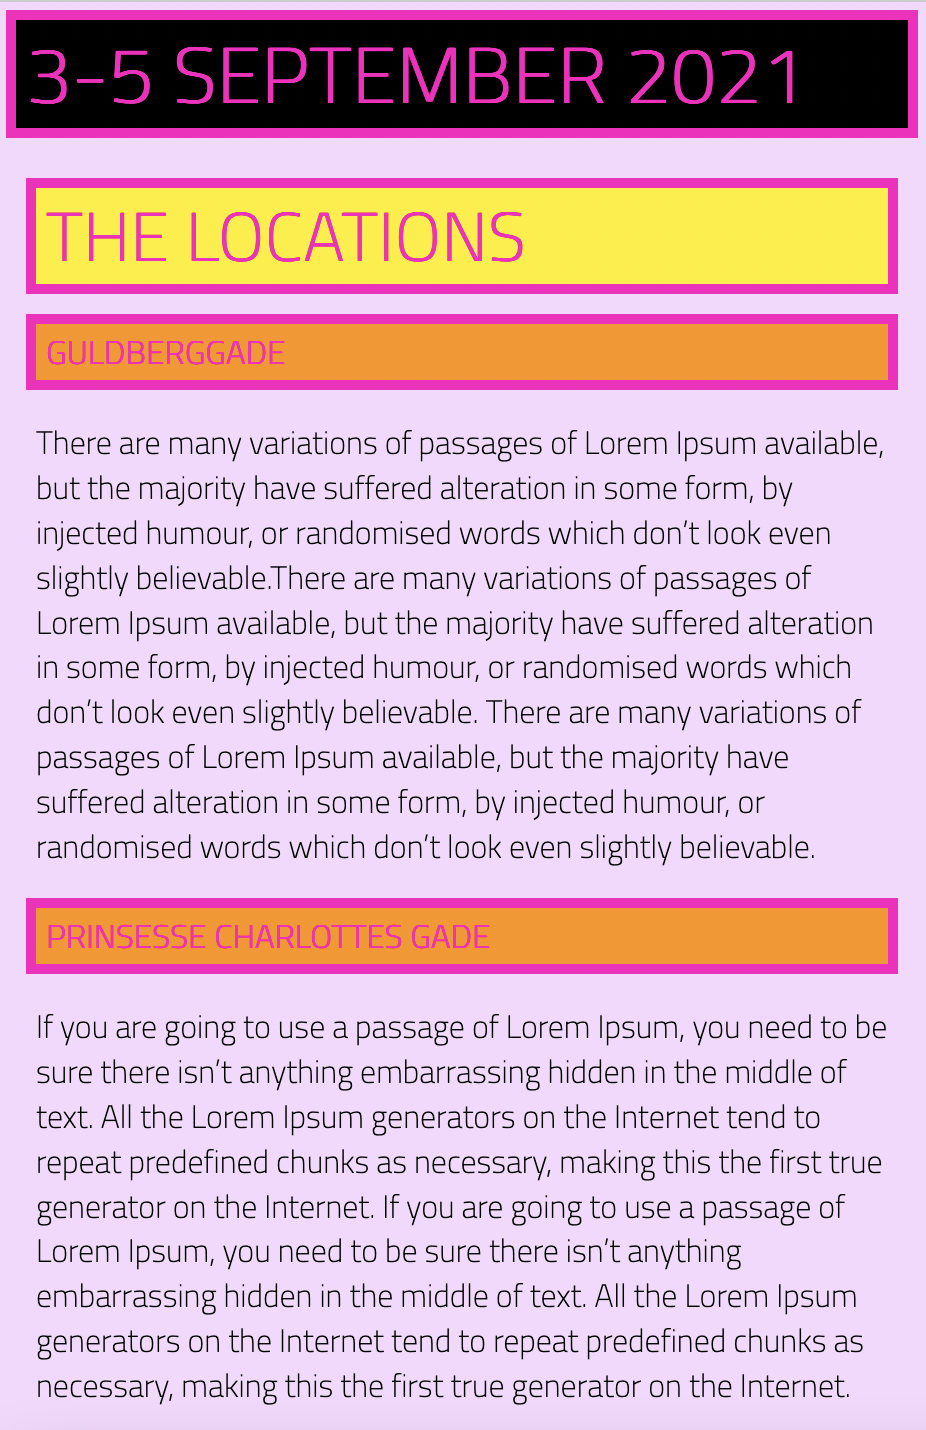 3-5 SEPTEMBER 2021
THE LOCATIONS
GULDBERGGADE
There are many variations of passages of Lorem Ipsum available,
but the majority have suffered alteration in some form, by
injected humour, or randomised words which don’t look even
slightly believable.There are many variations of passages of
Lorem Ipsum available, but the majority have suffered alteration
in some form, by injected humour, or randomised words which
don’t look even slightly believable. There are many variations of
passages of Lorem Ipsum available, but the majority have
suffered alteration in some form, by injected humour, or
randomised words which don’t look even slightly believable.
PRINSESSE CHARLOTTES GADE
If you are going to use a passage of Lorem Ipsum, you need to be
sure there isn’t anything embarrassing hidden in the middle of
text. All the Lorem Ipsum generators on the Internet tend to
repeat predefined chunks as necessary, making this the first true
generator on the Internet. If you are going to use a passage of
Lorem Ipsum, you need to be sure there isn’t anything
embarrassing hidden in the middle of text. All the Lorem Ipsum
generators on the Internet tend to repeat predefined chunks as
necessary, making this the first true generator on the Internet.